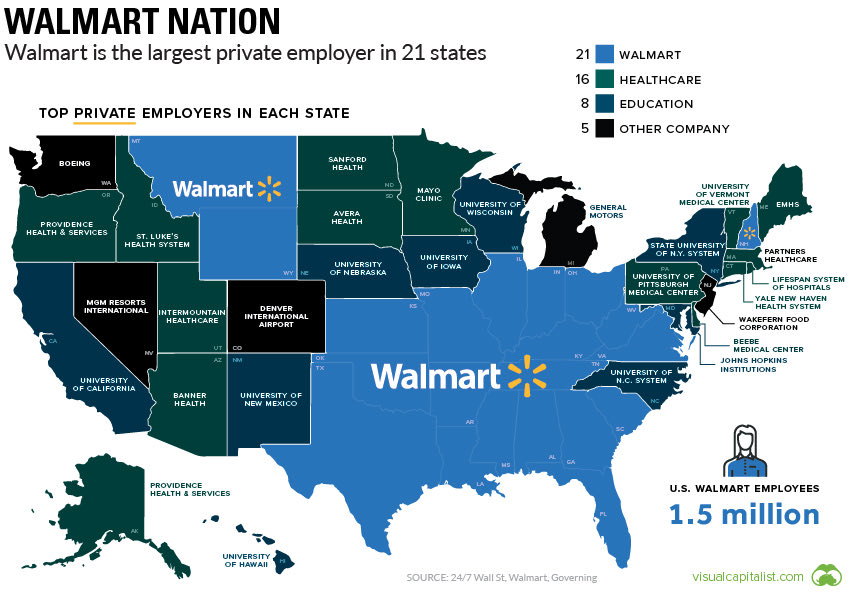 WALMART NATION
Walmart is the largest private employer in 21 states
21 WALMART
16 HEALTHCARE
8 EDUCATION
5 OTHER COMPANY
TOP PRIVATE EMPLOYERS IN EACH STATE
BOEING
WA
OR
PROVIDENCE
HEALTH & SERVICES
ID
ST. LUKE'S
HEALTH SYSTEM
MT
Walmart
WY
SANFORD
HEALTH
ND
SD
AVERA
HEALTH
NE
UNIVERSITY
OF NEBRASKA
MAYO
CLINIC
MN
IA
UNIVERSITY
OF IOWA
UNIVERSITY OF
WISCONSIN
WI
IL
GENERAL
MOTORS
MI
IN
OH
UNIVERSITY
OF VERMONT
MEDICAL CENTER
VT
ME
EMHS
NH
STATE UNIVERSITY
OF N.Y. SYSTEM
NY
MA
CT
PARTNERS
HEALTHCARE
LIFESPAN SYSTEM
OF HOSPITALS
YALE NEW HAVEN
HEALTH SYSTEM
PA
UNIVERSITY OF
PITTSBURGH
MEDICAL CENTER
NJ
WAKEFERN FOOD
CORPORATION
BEEBE
MEDICAL CENTER
MD
JOHNS HOPKINS
INSTITUTIONS
MGM RESORTS
INTERNATIONAL
NV
CA
UNIVERSITY
OF CALIFORNIA
INTERMOUNTAIN
HEALTHCARE
UT
DENVER
INTERNATIONAL
AIRPORT
CO
AZ
BANNER
HEALTH
NM
UNIVERSITY OF
NEW MEXICO
KS
MO
OK
TX
Walmart
WV
KY
VA
TN
UNIVERSITY OF
N.C. SYSTEM
NC
SC
AR
MS
AL
GA
LA
FL
PROVIDENCE
HEALTH & SERVICES
AK
UNIVERSITY
OF HAWAII
HI
U.S. WALMART EMPLOYEES
1.5 million
SOURCE: 24/7 Wall St, Walmart, Governing
visualcapitalist.com